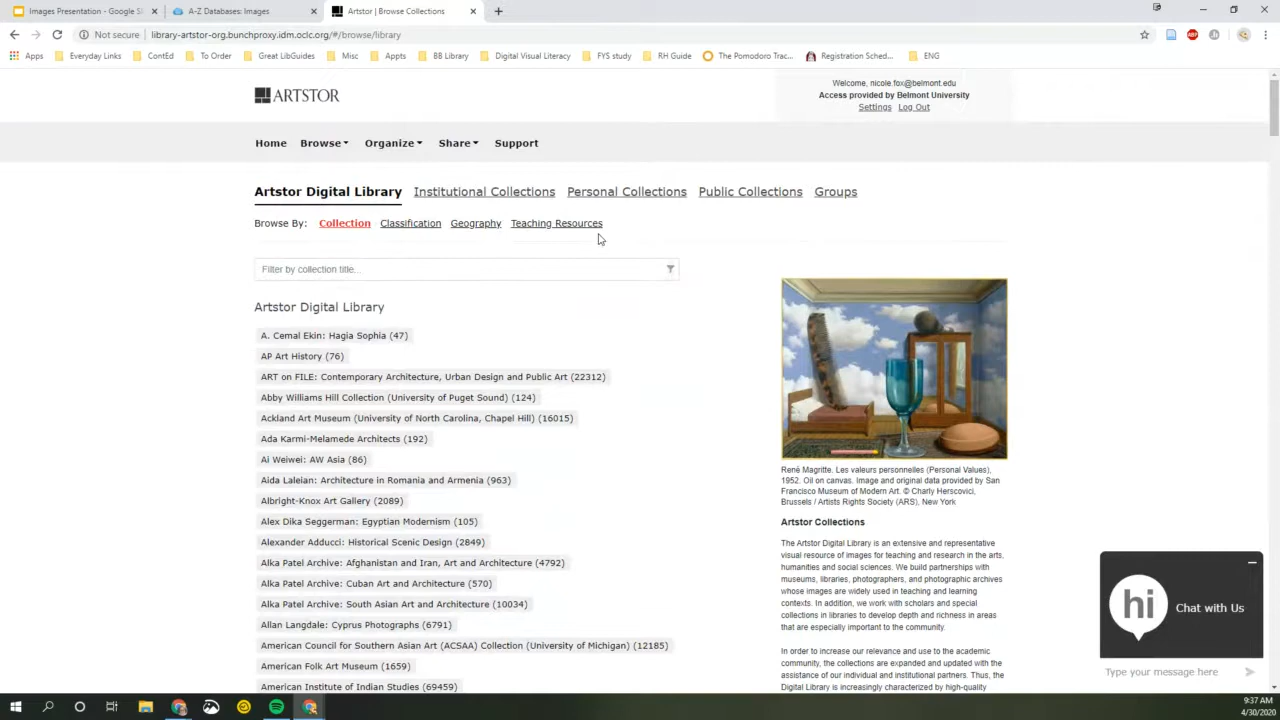 Images Presentation - Google Sl
A-Z Databases: Images
Artstor | Browse Collections
Not secure | library-artstor-org.bunchproxy.idm.oclc.org/#/browse/library
Apps
Everyday Links
ContEd
To Order
Great LibGuides
Misc
Appts
BB Library
Digital Visual Literacy
FYS study
RH Guide
The Pomodoro Trac...
Registration Sched...
ENG
ARTSTOR
Welcome, nicole.fox@belmont.edu
Access provided by Belmont University
Settings Log Out
Home Browse Organize Share Support
Artstor Digital Library Institutional Collections Personal Collections Public Collections Groups
Browse By: Collection Classification Geography Teaching Resources
Filter by collection title...
Artstor Digital Library
A. Cemal Ekin: Hagia Sophia (47)
AP Art History (76)
ART on FILE: Contemporary Architecture, Urban Design and Public Art (22312)
Abby Williams Hill Collection (University of Puget Sound) (124)
Ackland Art Museum (University of North Carolina, Chapel Hill) (16015)
Ada Karmi-Melamede Architects (192)
Ai Weiwei: AW Asia (86)
Aida Laleian: Architecture in Romania and Armenia (963)
Albright-Knox Art Gallery (2089)
Alex Dika Seggerman: Egyptian Modernism (105)
Alexander Adducci: Historical Scenic Design (2849)
Alka Patel Archive: Afghanistan and Iran, Art and Architecture (4792)
Alka Patel Archive: Cuban Art and Architecture (570)
Alka Patel Archive: South Asian Art and Architecture (10034)
Allan Langdale: Cyprus Photographs (6791)
American Council for Southern Asian Art (ACSAA) Collection (University of Michigan) (12185)
American Folk Art Museum (1659)
American Institute of Indian Studies (69459)
René Magritte. Les valeurs personnelles (Personal Values),
1952. Oil on canvas. Image and original data provided by San
Francisco Museum of Modern Art. © Charly Herscovici,
Brussels / Artists Rights Society (ARS), New York
Artstor Collections
The Artstor Digital Library is an extensive and representative
visual resource of images for teaching and research in the arts,
humanities and social sciences. We build partnerships with
museums, libraries, photographers, and photographic archives
whose images are widely used in teaching and learning
contexts. In addition, we work with scholars and special
collections in libraries to develop depth and richness in areas
that are especially important to the community.
In order to increase our relevance and use to the academic
community, the collections are expanded and updated with the
assistance of our individual and institutional partners. Thus, the
Digital Library is increasingly characterized by high-quality
hi
Chat with Us
Type your message here
9:37 AM
4/30/2020